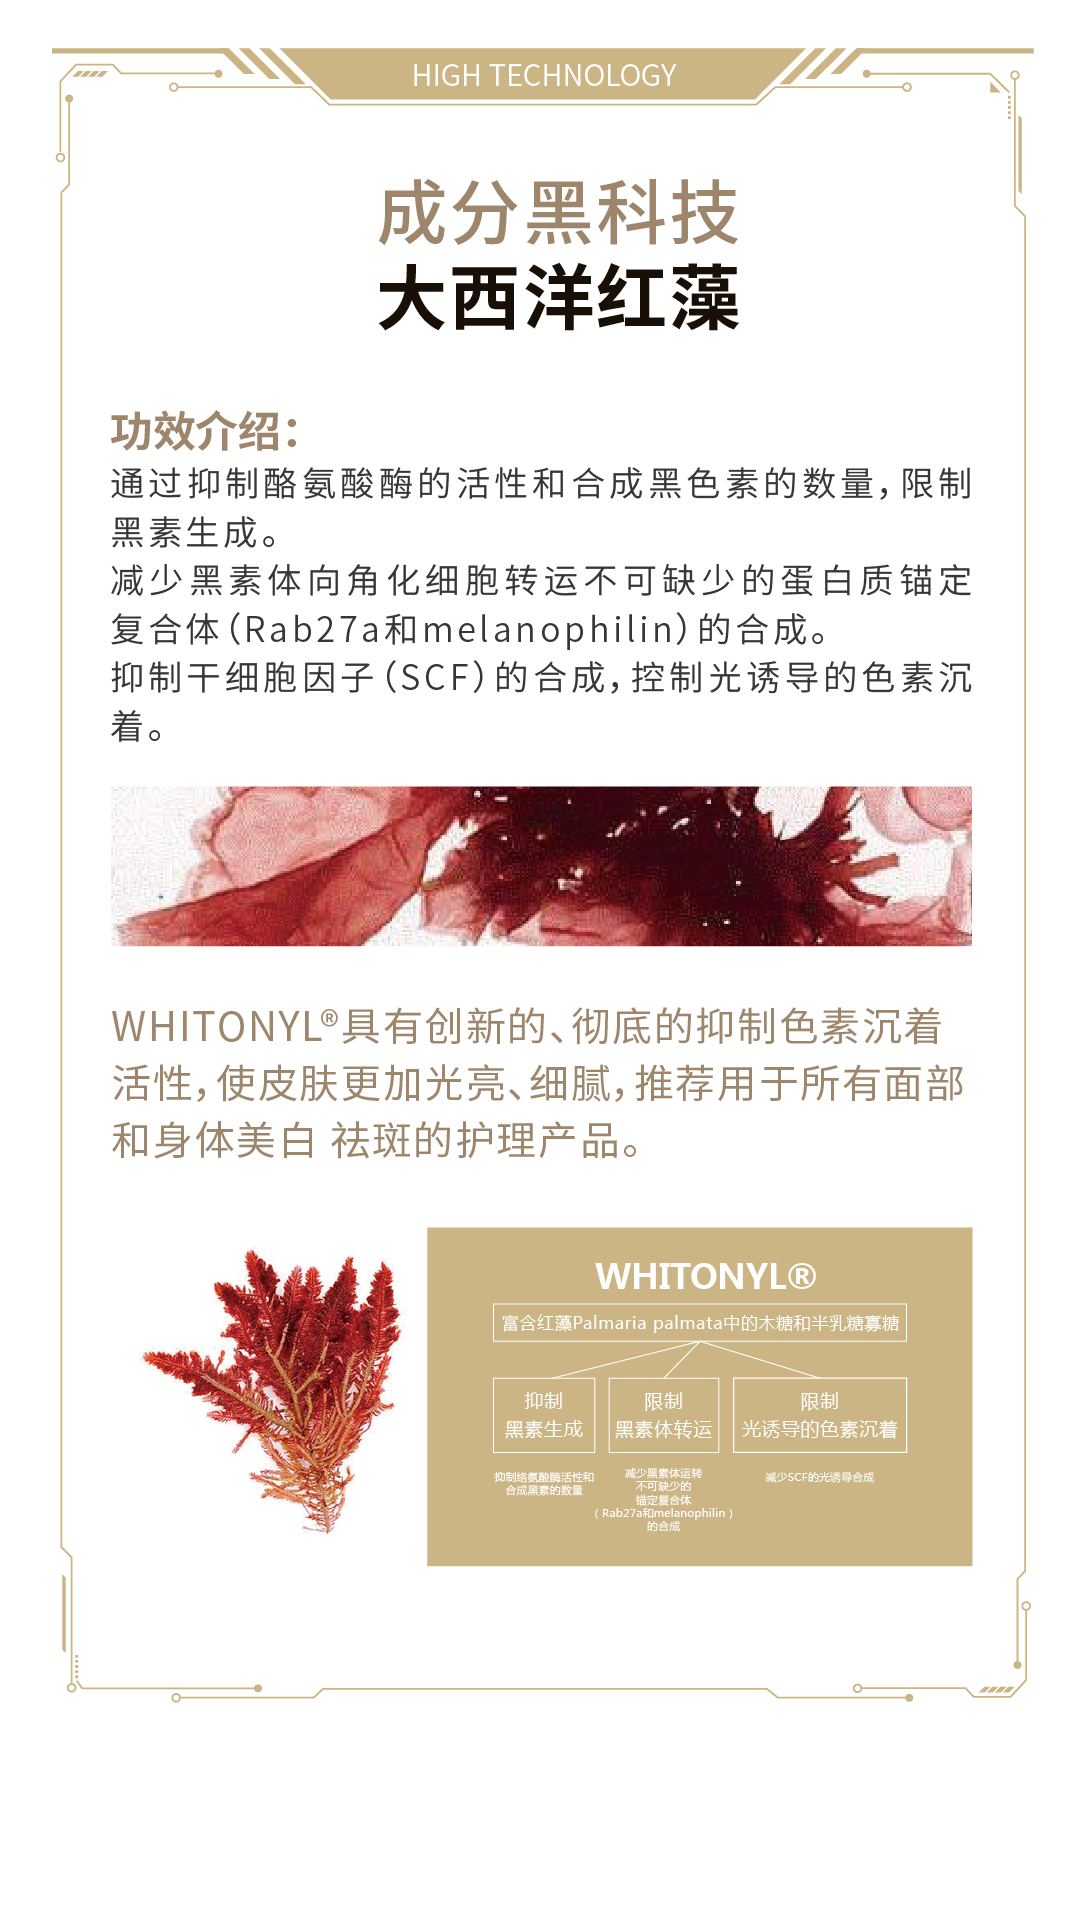 HIGH TECHNOLOGY
成分黑科技
大西洋红藻
功效介绍：
通过抑制酪氨酸酶的活性和合成黑色素的数量，限制
黑素生成。
减少黑素体向角化细胞转运不可缺少的蛋白质锚定
复合体（Rab27a和melanophilin）的合成。
抑制干细胞因子（SCF）的合成，控制光诱导的色素沉
着。
WHITONYL®具有创新的、彻底的抑制色素沉着
活性，使皮肤更加光亮、细腻，推荐用于所有面部
和身体美白 祛斑的护理产品。
WHITONYL®
富含红藻Palmaria palmata中的木糖和半乳糖寡糖
抑制
黑素生成
限制
黑素体转运
限制
光诱导的色素沉着
抑制络氨酸酶活性和
合成黑素的数量
减少黑素体运转
不可缺少的
锚定复合体
（Rab27a和melanophilin）
的合成
减少SCF的光诱导合成